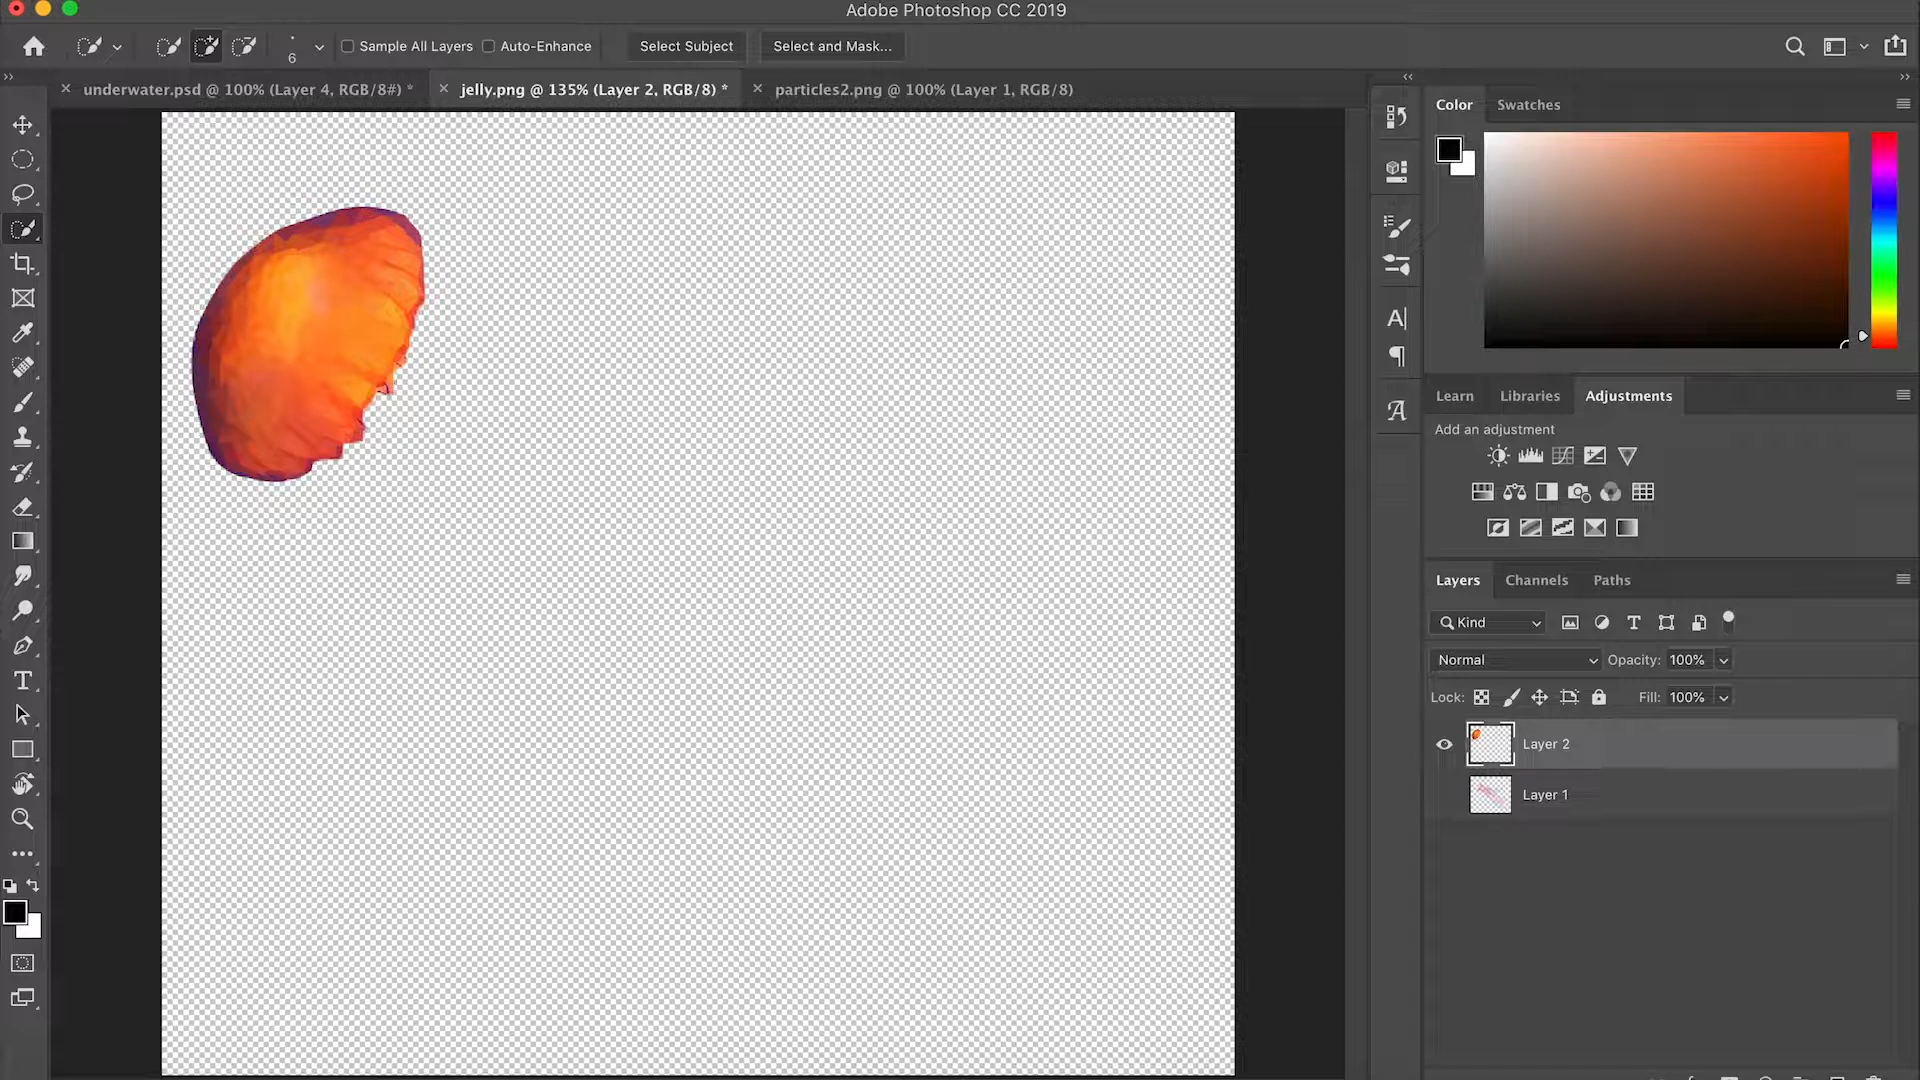 Adobe Photoshop CC 2019
6
Sample All Layers
Auto-Enhance
Select Subject
Select and Mask...
underwater.psd @ 100% (Layer 4, RGB/8#) *
jelly.png @ 135% (Layer 2, RGB/8) *
particles2.png @ 100% (Layer 1, RGB/8)
Color
Swatches
Learn
Libraries
Adjustments
Add an adjustment
Layers
Channels
Paths
Kind
Normal
Opacity: 100%
Lock:
Fill: 100%
Layer 2
Layer 1